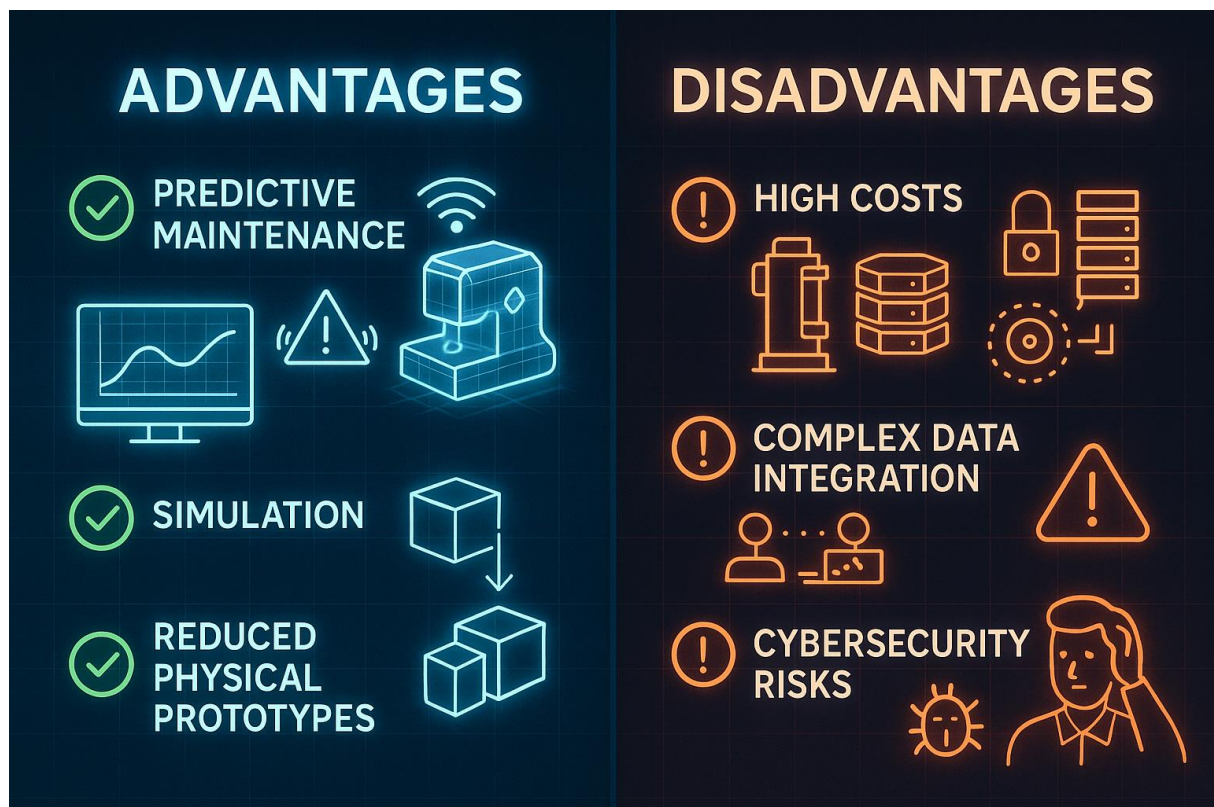 ADVANTAGES
PREDICTIVE
MAINTENANCE
SIMULATION
REDUCED
PHYSICAL
PROTOTYPES
DISADVANTAGES
HIGH COSTS
COMPLEX DATA
INTEGRATION
CYBERSECURITY
RISKS